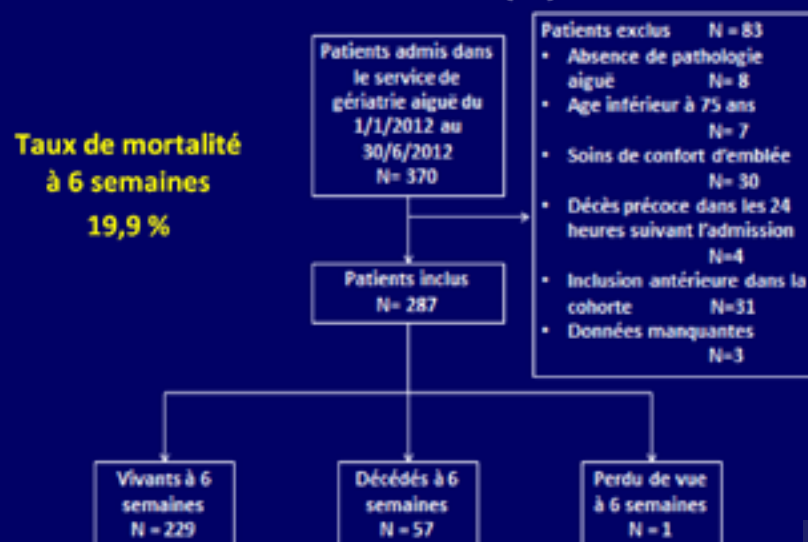 Taux de mortalité
à 6 semaines
19,9 %
Patients admis dans
le service de
gériatrie aiguë du
1/1/2012 au
30/6/2012
N= 370
Patients exclus N = 83
• Absence de pathologie
aiguë N= 8
• Age inférieur à 75 ans
N= 7
• Soins de confort d'emblée
N= 30
• Décès précoce dans les 24
heures suivant l'admission
N=4
• Inclusion antérieure dans la
cohorte N=31
• Données manquantes
N=3
Patients inclus
N= 287
Vivants à 6
semaines
N = 229
Décédés à 6
semaines
N = 57
Perdu de vue
à 6 semaines
N = 1